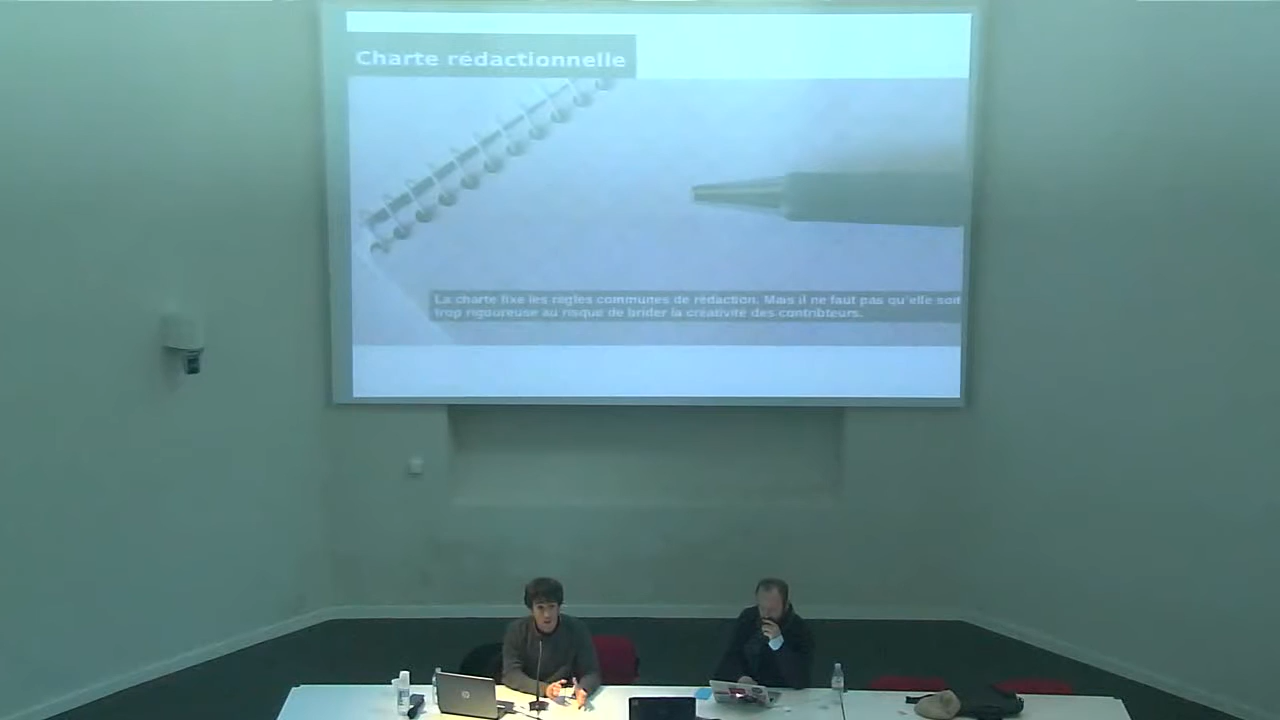 Charte rédactionnelle
La charte fixe les règles communes de rédaction. Mais il ne faut pas qu'elle soit
trop rigoureuse au risque de brider la créativité des contribteurs.